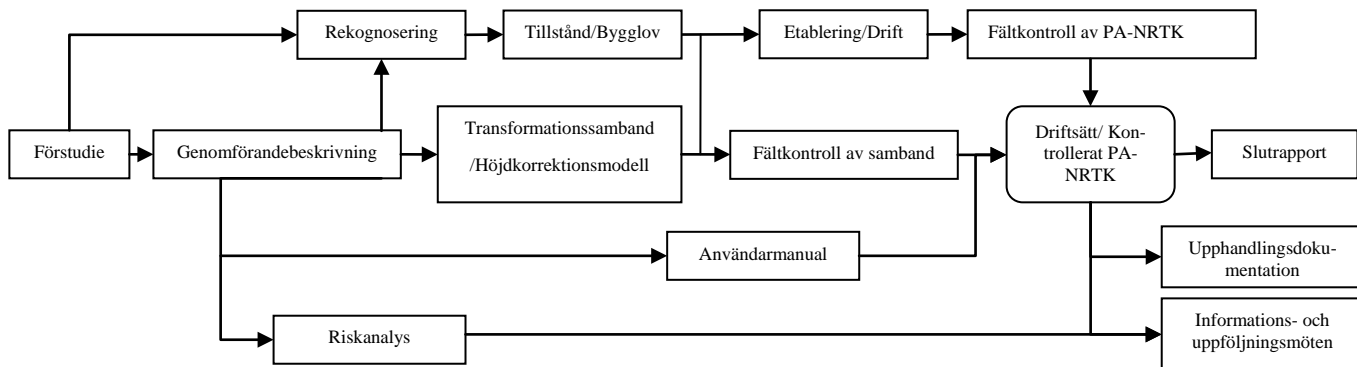 Rekognosering
Tillstånd/Bygglov
Etablering/Drift
Fältkontroll av PA-NRTK
Förstudie
Genomförandebeskrivning
Transformationssamband
/Höjdkorrektionsmodell
Fältkontroll av samband
Driftsätt/ Kon-
trollerat PA-
NRTK
Slutrapport
Användarmanual
Upphandlingsdoku-
mentation
Riskanalys
Informations- och
uppföljningsmöten